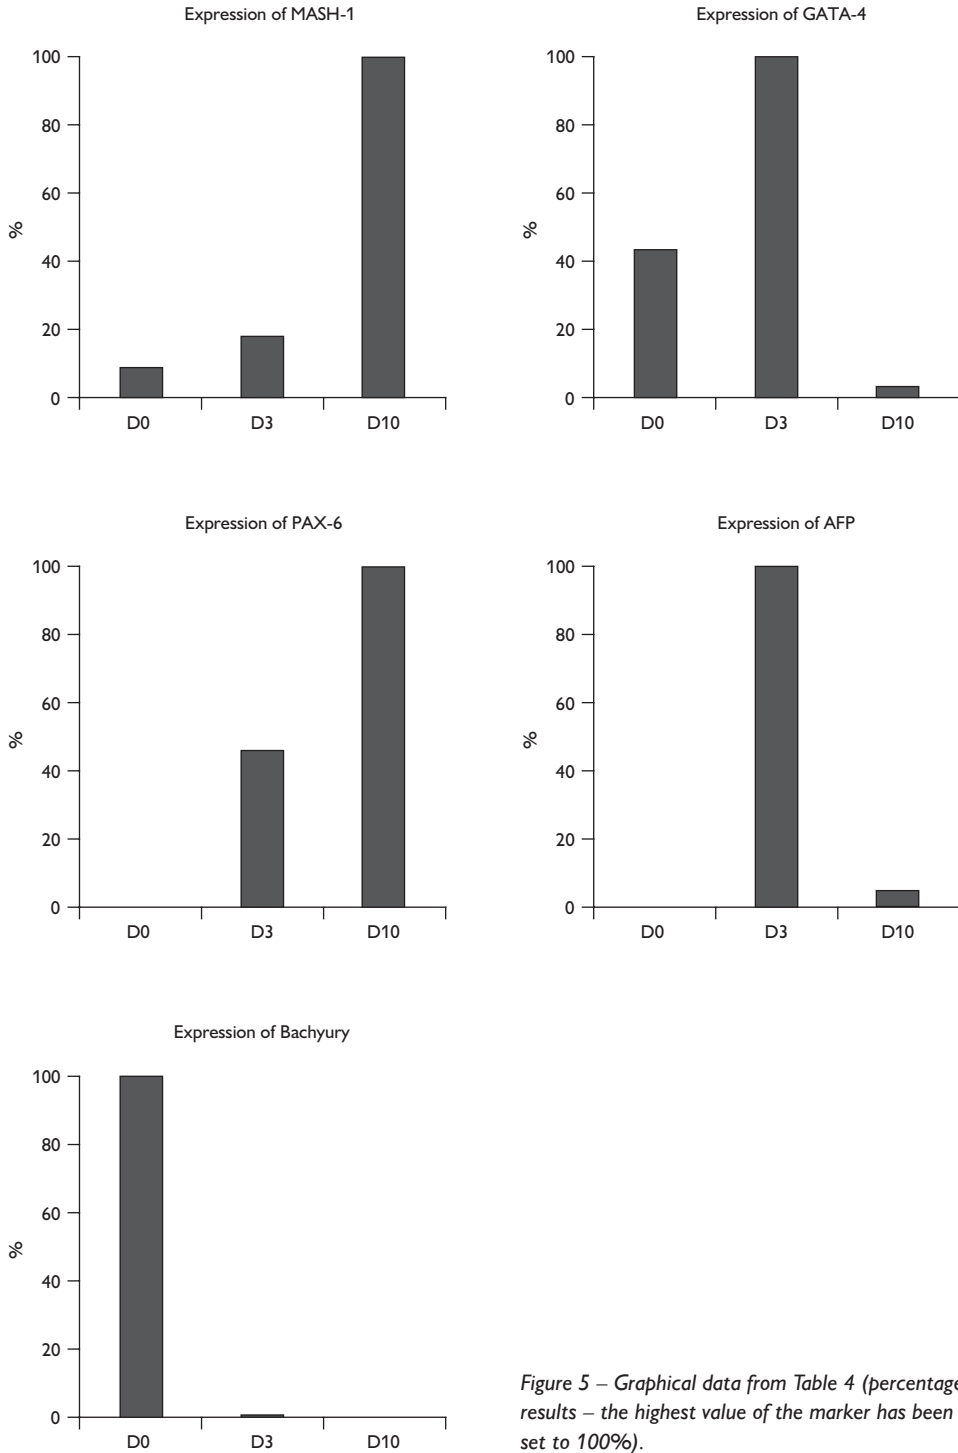 Expression of MASH-1
100
80
60
40
20
0
%
D0 D3 D10
Expression of GATA-4
100
80
60
40
20
0
%
D0 D3 D10
Expression of PAX-6
100
80
60
40
20
0
%
D0 D3 D10
Expression of AFP
100
80
60
40
20
0
%
D0 D3 D10
Expression of Bachyury
100
80
60
40
20
0
%
D0 D3 D10
Figure 5 – Graphical data from Table 4 (percentage
results – the highest value of the marker has been
set to 100%).